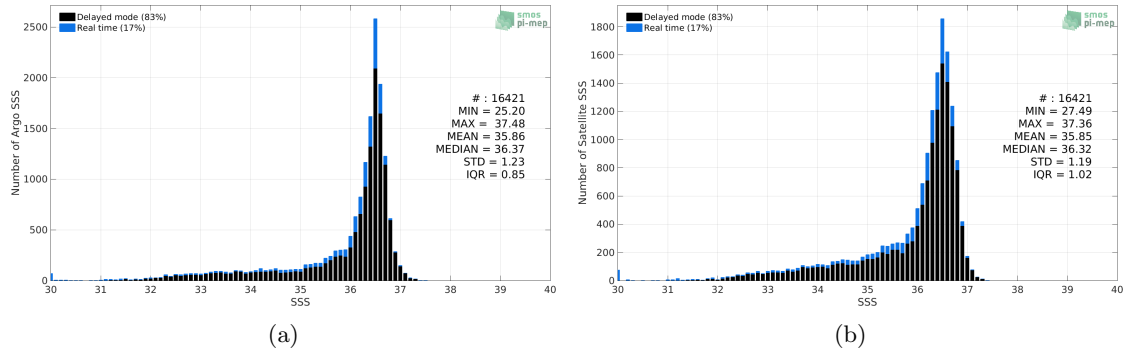 Delayed mode (83%)
Real time (17%)
smos
pi-mep
2500
2000
1500
1000
500
0
Number of Argo SSS
# : 16421
MIN = 25.20
MAX = 37.48
MEAN = 35.86
MEDIAN = 36.37
STD = 1.23
IQR = 0.85
30 31 32 33 34 35 36 37 38 39 40
SSS
(a)
Delayed mode (83%)
Real time (17%)
smos
pi-mep
1800
1600
1400
1200
1000
800
600
400
200
0
Number of Satellite SSS
# : 16421
MIN = 27.49
MAX = 37.36
MEAN = 35.85
MEDIAN = 36.32
STD = 1.19
IQR = 1.02
30 31 32 33 34 35 36 37 38 39 40
SSS
(b)